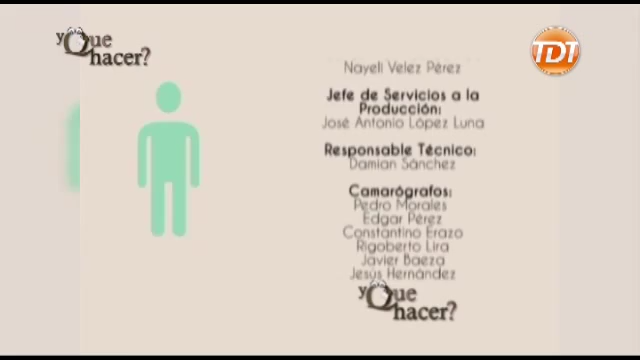 y Que
hacer?
TDT
Nayeli Velez Pérez
Jefe de Servicios a la
Producción:
José Antonio López Luna
Responsable Técnico:
Damian Sánchez
Camarógrafos:
Pedro Morales
Edgar Pérez
Constantino Erazo
Rigoberto Lira
Javier Baeza
Jesús Hernández
y Que
hacer?